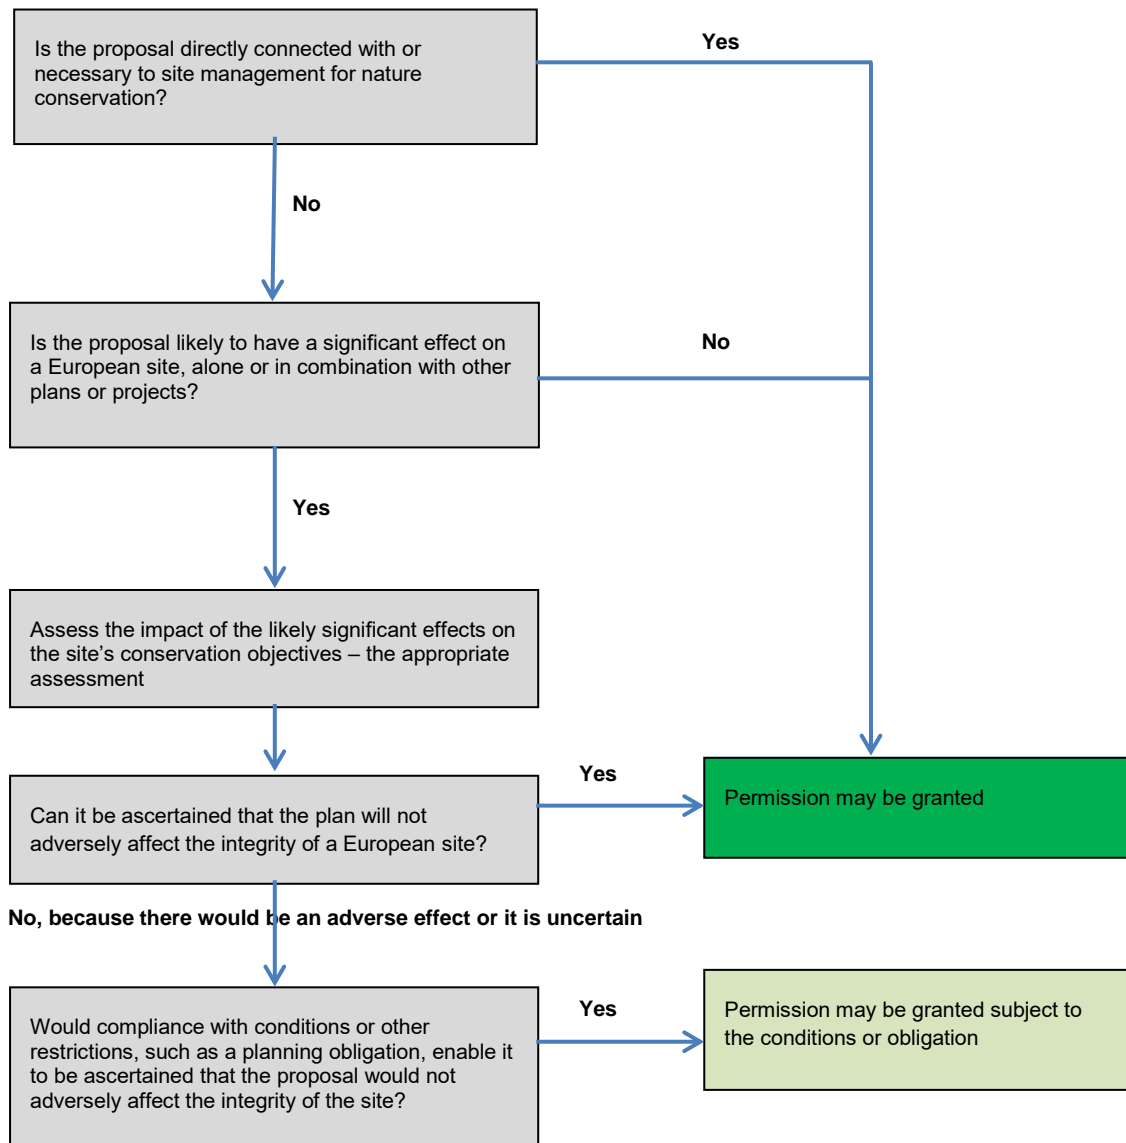 Is the proposal directly connected with or
necessary to site management for nature
conservation?
Yes
No
Is the proposal likely to have a significant effect on
a European site, alone or in combination with other
plans or projects?
No
Yes
Assess the impact of the likely significant effects on
the site’s conservation objectives – the appropriate
assessment
Can it be ascertained that the plan will not
adversely affect the integrity of a European site?
Yes
Permission may be granted
No, because there would be an adverse effect or it is uncertain
Would compliance with conditions or other
restrictions, such as a planning obligation, enable it
to be ascertained that the proposal would not
adversely affect the integrity of the site?
Yes
Permission may be granted subject to
the conditions or obligation